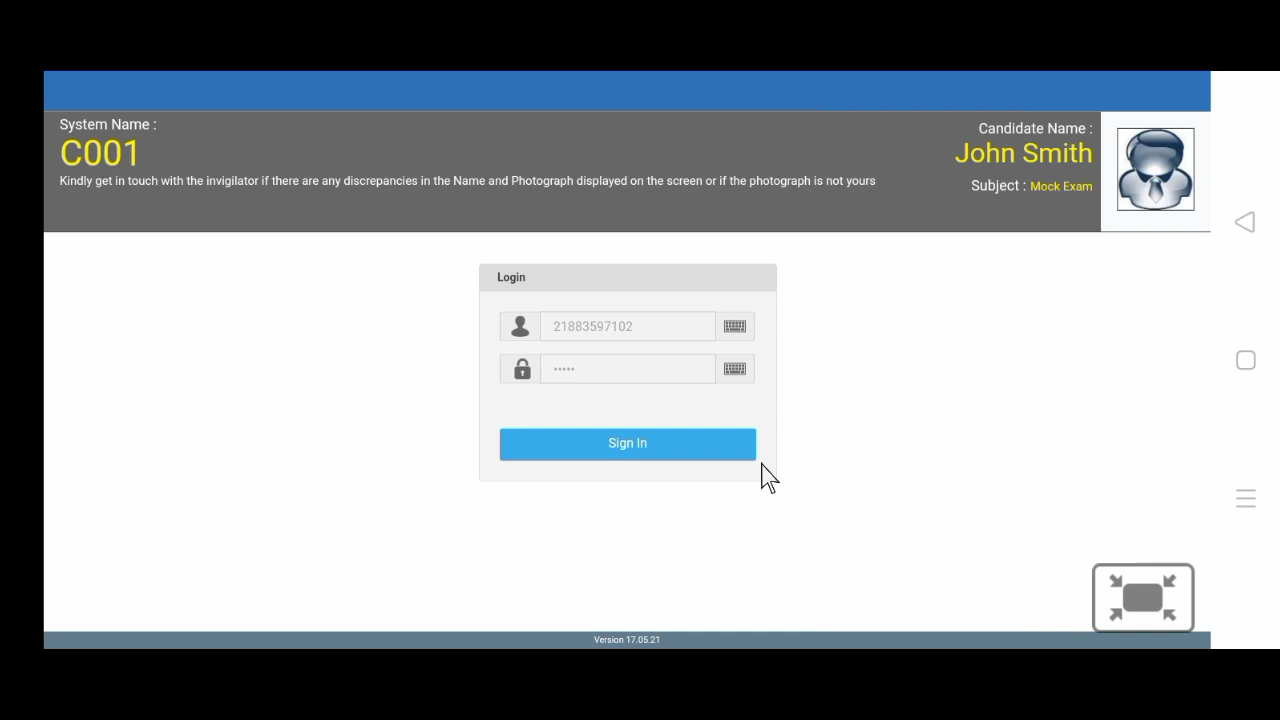 System Name :
C001
Kindly get in touch with the invigilator if there are any discrepancies in the Name and Photograph displayed on the screen or if the photograph is not yours
Candidate Name :
John Smith
Subject : Mock Exam
Login
21883597102
•••••
Sign In
Version 17.05.21